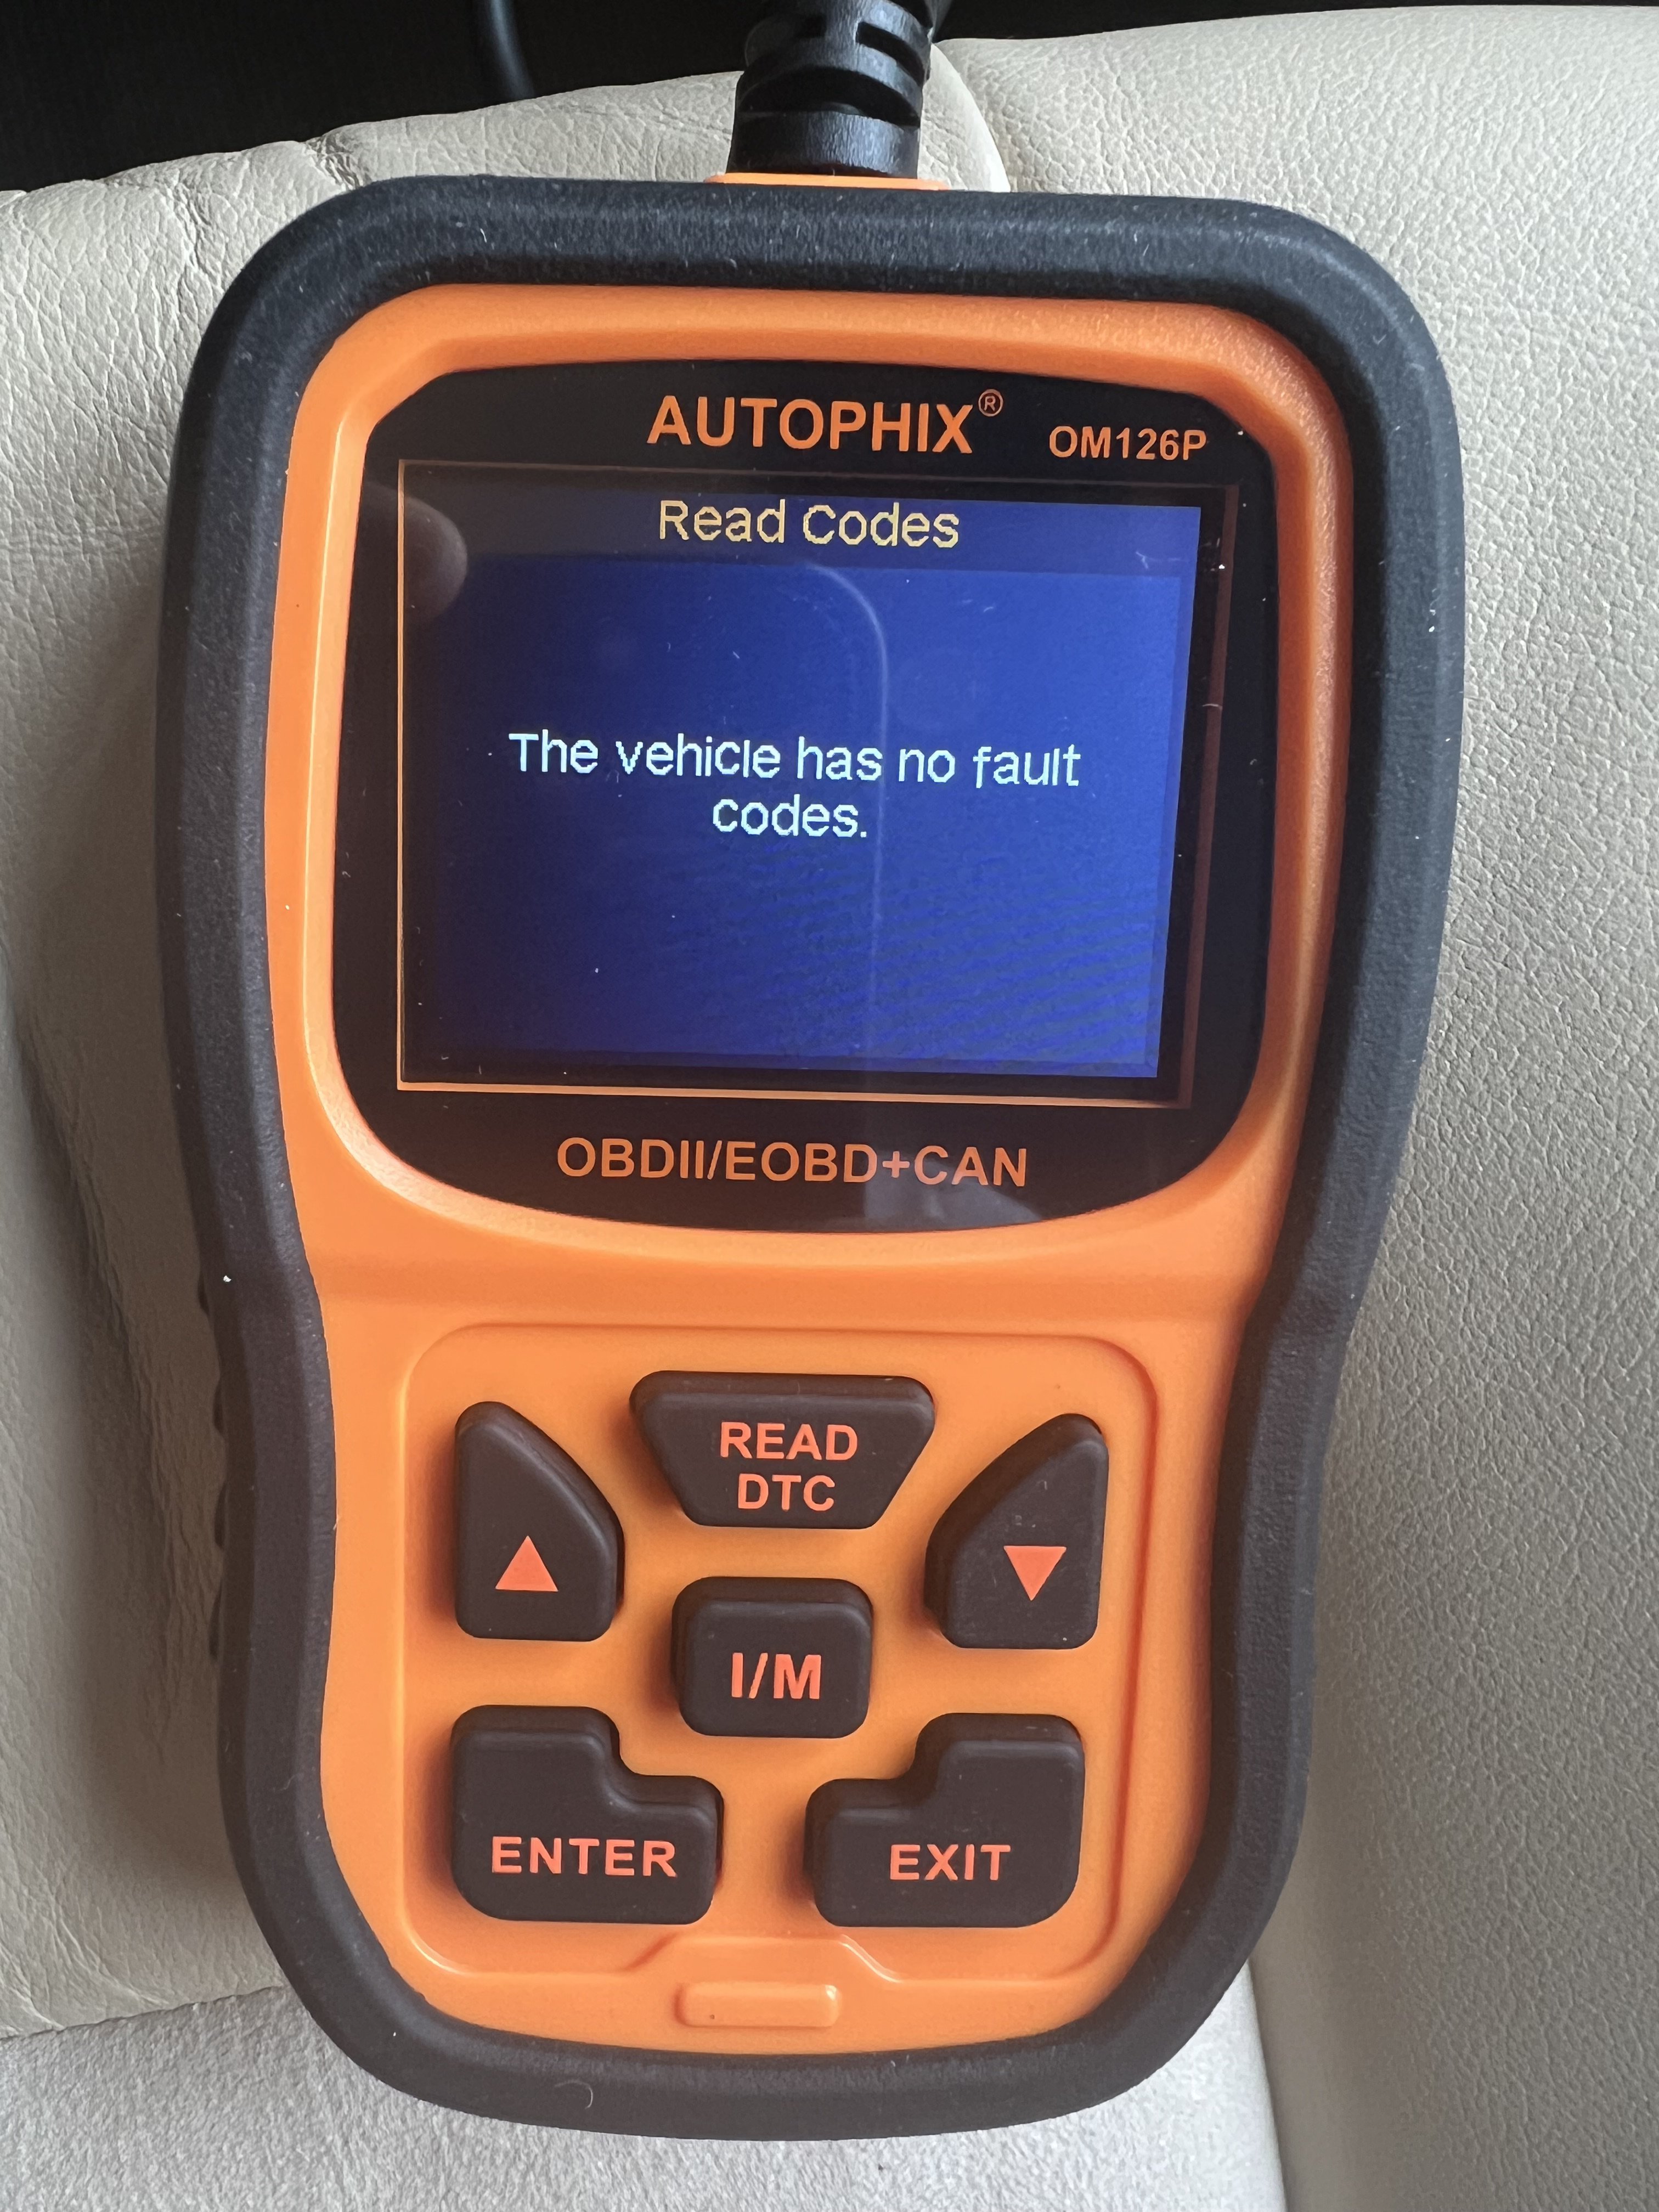 AUTOPHIX® OM126P
Read Codes
The vehicle has no fault
codes.
OBDII/EOBD+CAN
READ
DTC
▲
▼
I/M
ENTER
EXIT